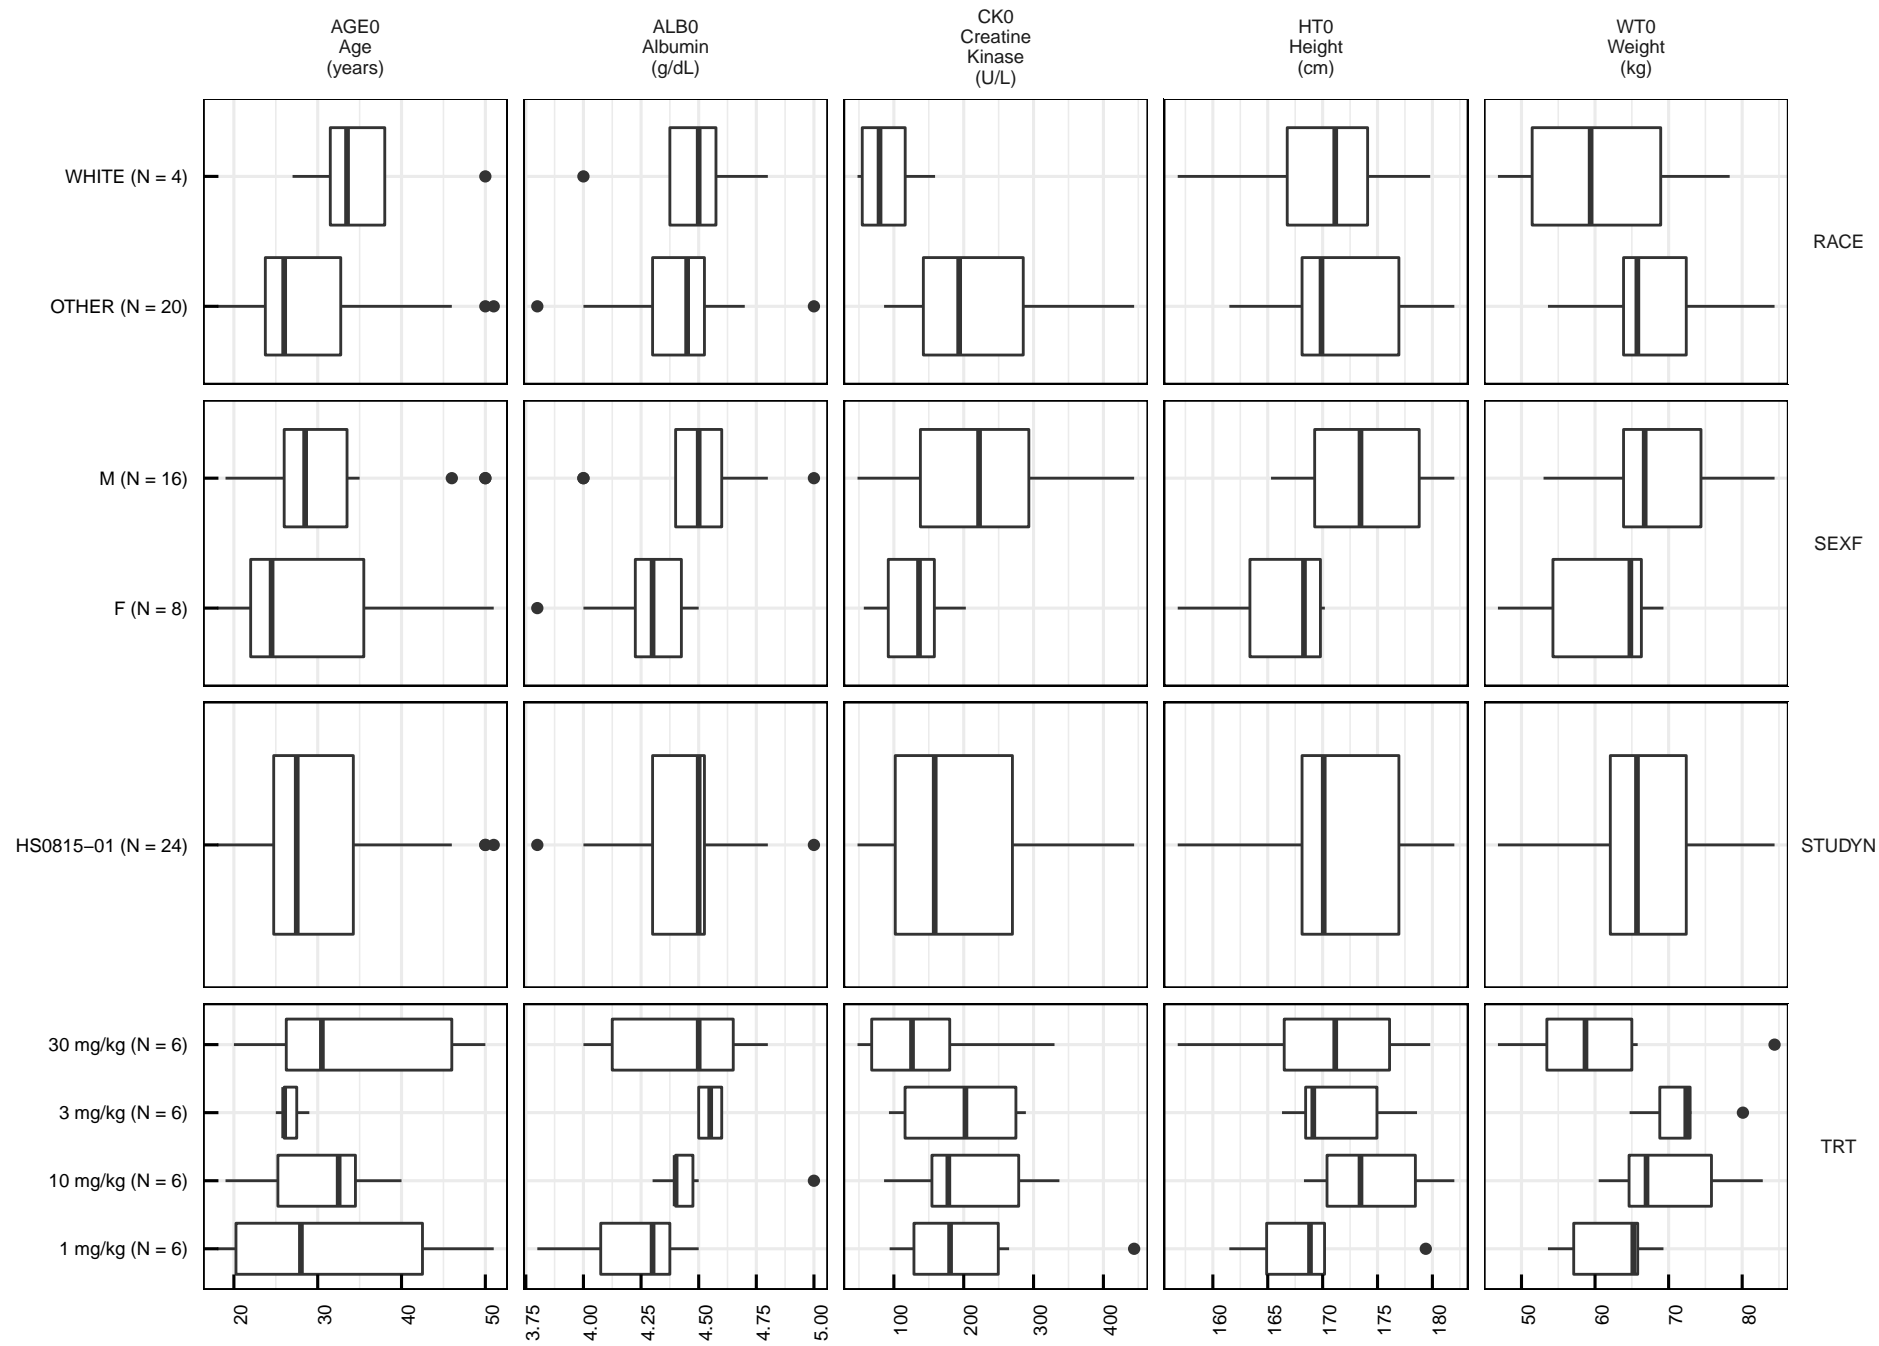 AGE0
Age
(years)
ALB0
Albumin
(g/dL)
CK0
Creatine
Kinase
(U/L)
HT0
Height
(cm)
WT0
Weight
(kg)
WHITE (N = 4)
OTHER (N = 20)
RACE
M (N = 16)
F (N = 8)
SEXF
HS0815−01 (N = 24)
STUDYN
30 mg/kg (N = 6)
3 mg/kg (N = 6)
10 mg/kg (N = 6)
1 mg/kg (N = 6)
TRT
20 30 40 50
3.75 4.00 4.25 4.50 4.75 5.00
100 200 300 400
160 165 170 175 180
50 60 70 80